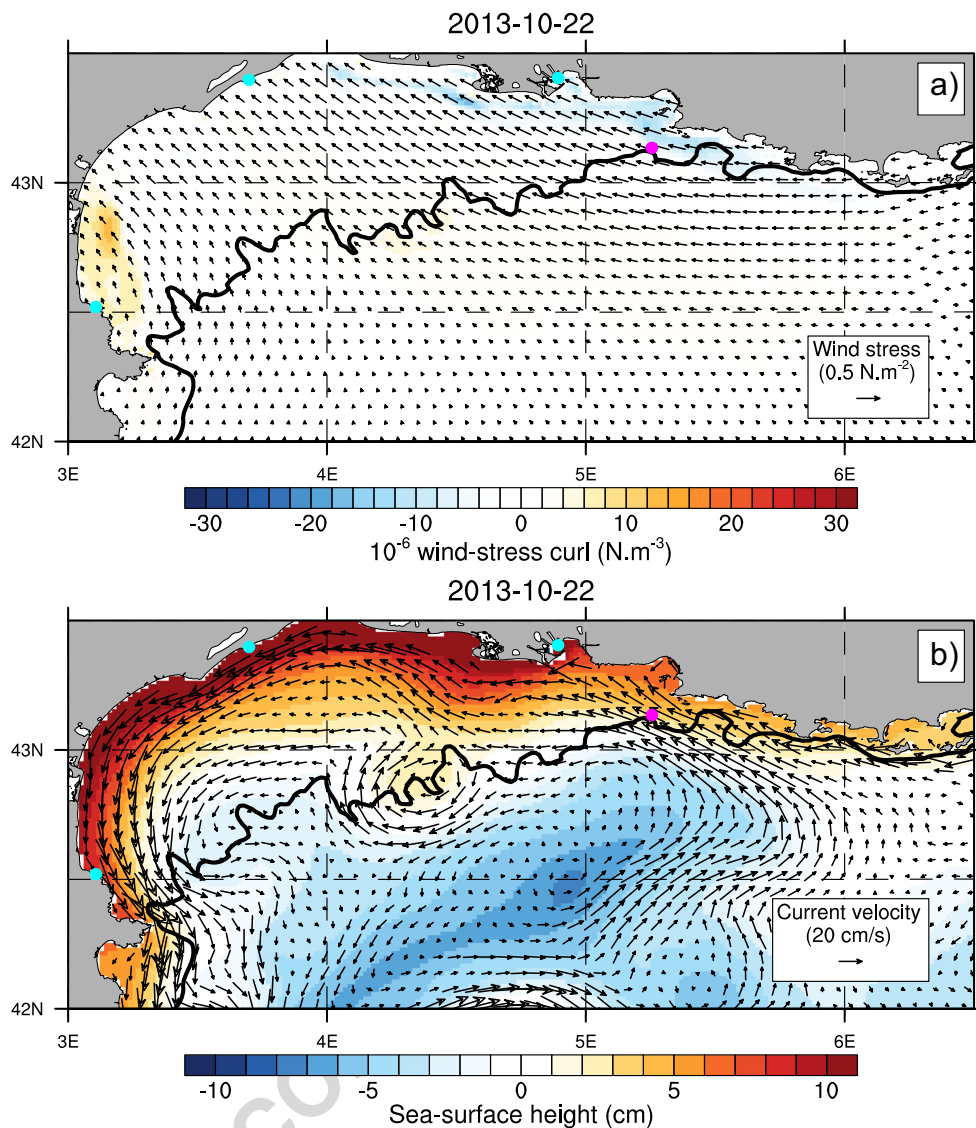 2013-10-22
a)
43N
Wind stress
(0.5 N.m-2)
42N
3E 4E 5E 6E
-30 -20 -10 0 10 20 30
10-6 wind-stress curl (N.m-3)
2013-10-22
b)
43N
Current velocity
(20 cm/s)
42N
3E 4E 5E 6E
-10 -5 0 5 10
Sea-surface height (cm)